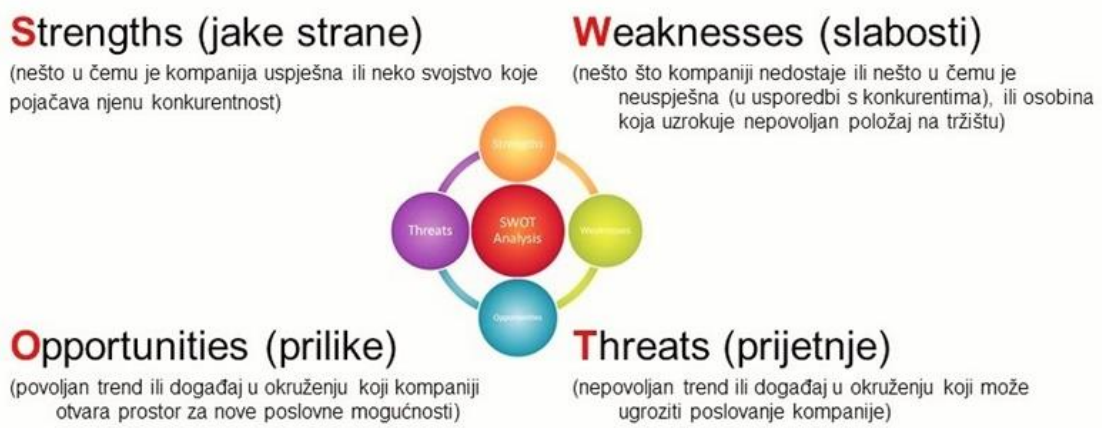 Strengths (jake strane)
(nešto u čemu je kompanija uspješna ili neko svojstvo koje
pojačava njenu konkurentnost)
Weaknesses (slabosti)
(nešto što kompaniji nedostaje ili nešto u čemu je
neuspješna (u usporedbi s konkurentima), ili osobina
koja uzrokuje nepovoljan položaj na tržištu)
Strengths
Threats
SWOT
Analysis
Weaknesses
Opportunities
Opportunities (prilike)
(povoljan trend ili događaj u okruženju koji kompaniji
otvara prostor za nove poslovne mogućnosti)
Threats (prijetnje)
(nepovoljan trend ili događaj u okruženju koji može
ugroziti poslovanje kompanije)